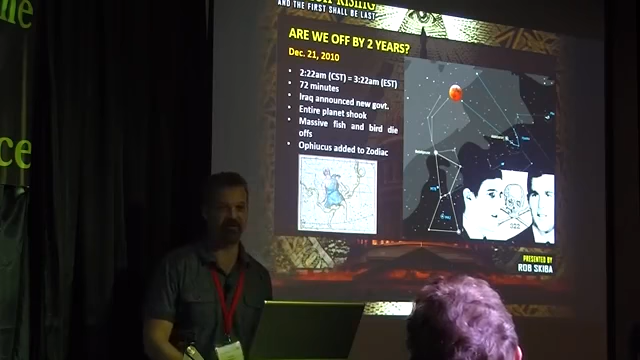 AND THE FIRST SHALL BE LAST
ARE WE OFF BY 2 YEARS?
Dec. 21, 2010
• 2:22am (CST) = 3:22am (EST)
• 72 minutes
• Iraq announced new govt.
• Entire planet shook
• Massive fish and bird die
offs
• Ophiucus added to Zodiac
322
PRESENTED BY
ROB SKIBA
ce